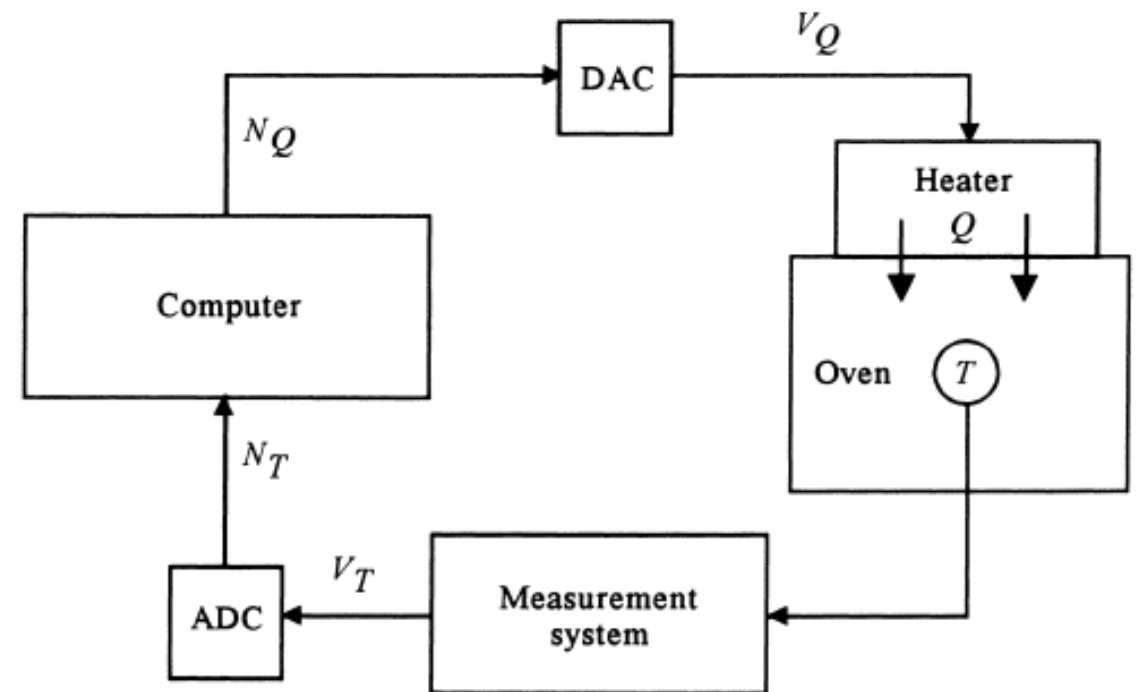 V_Q
DAC
N_Q
Heater
Q
Computer
Oven
T
N_T
V_T
Measurement
system
ADC